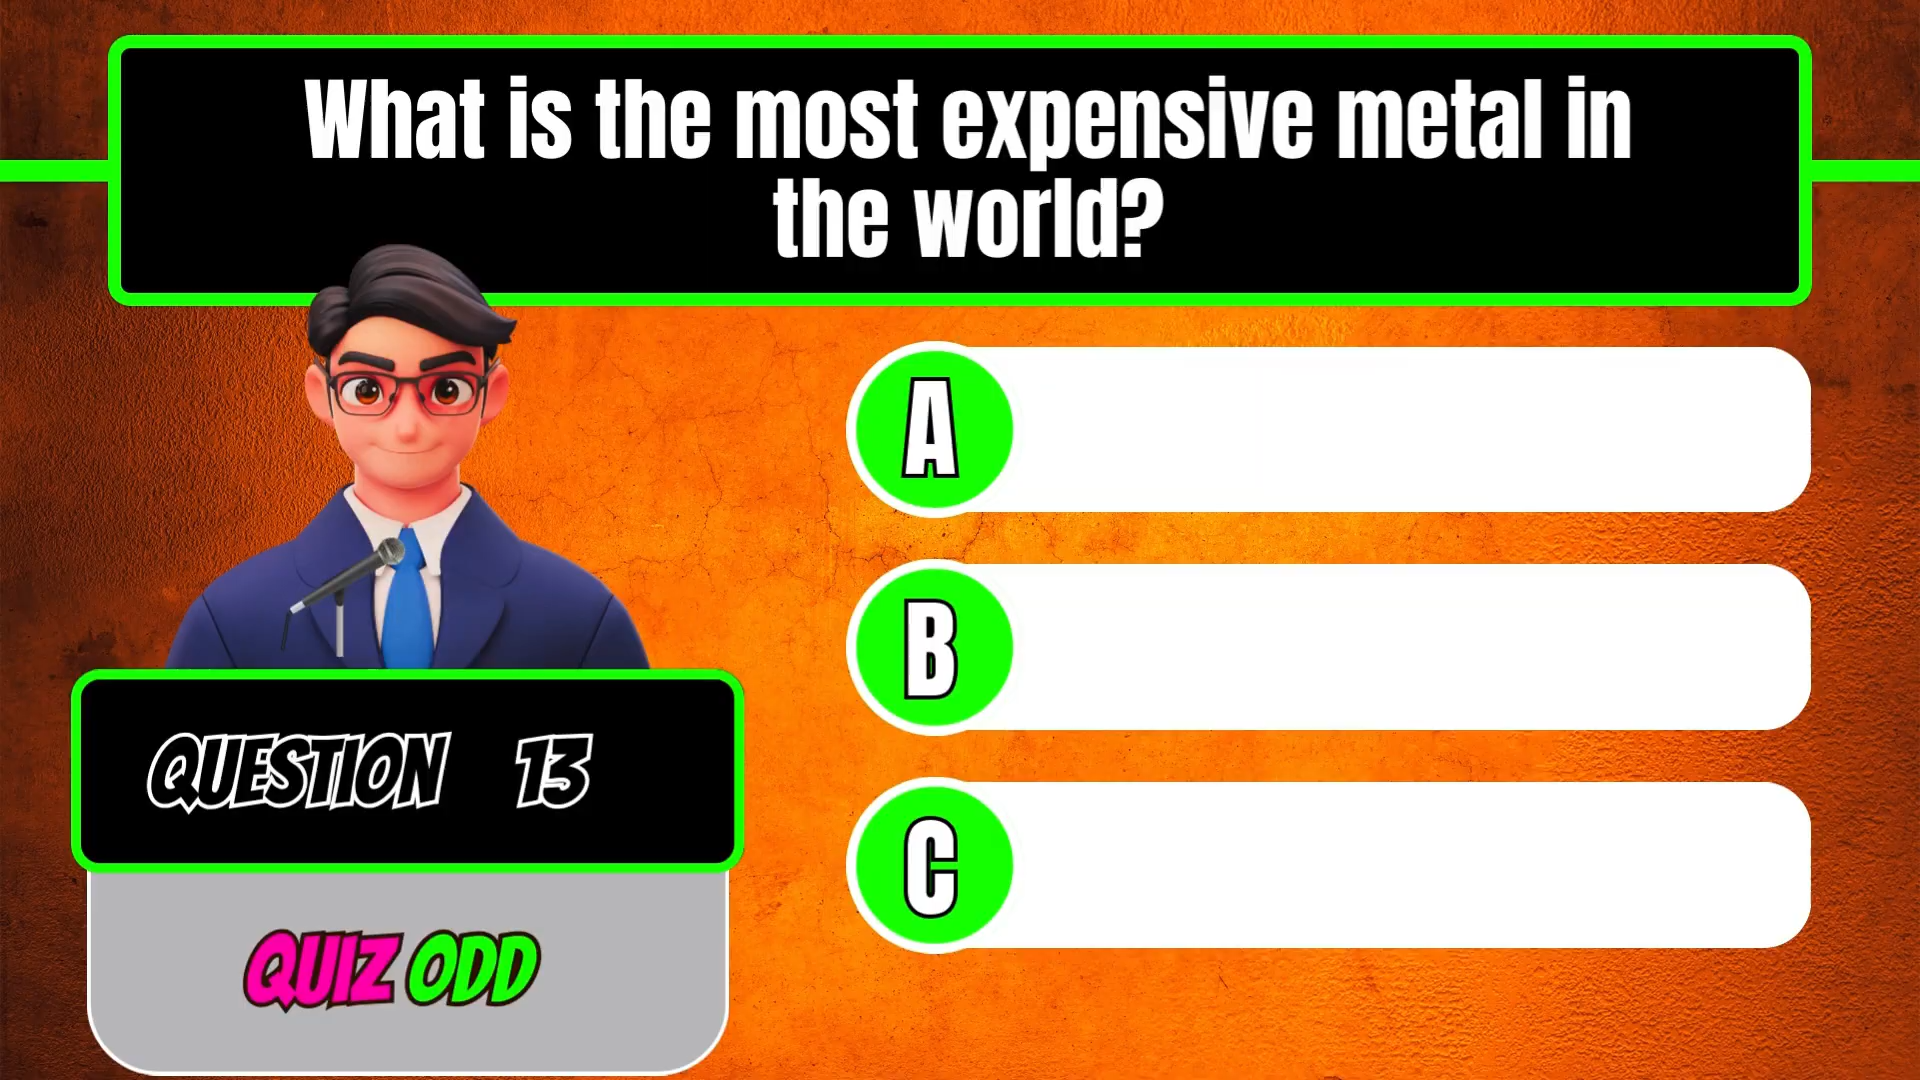 What is the most expensive metal in
the world?
A
B
C
QUESTION 13
QUIZ ODD